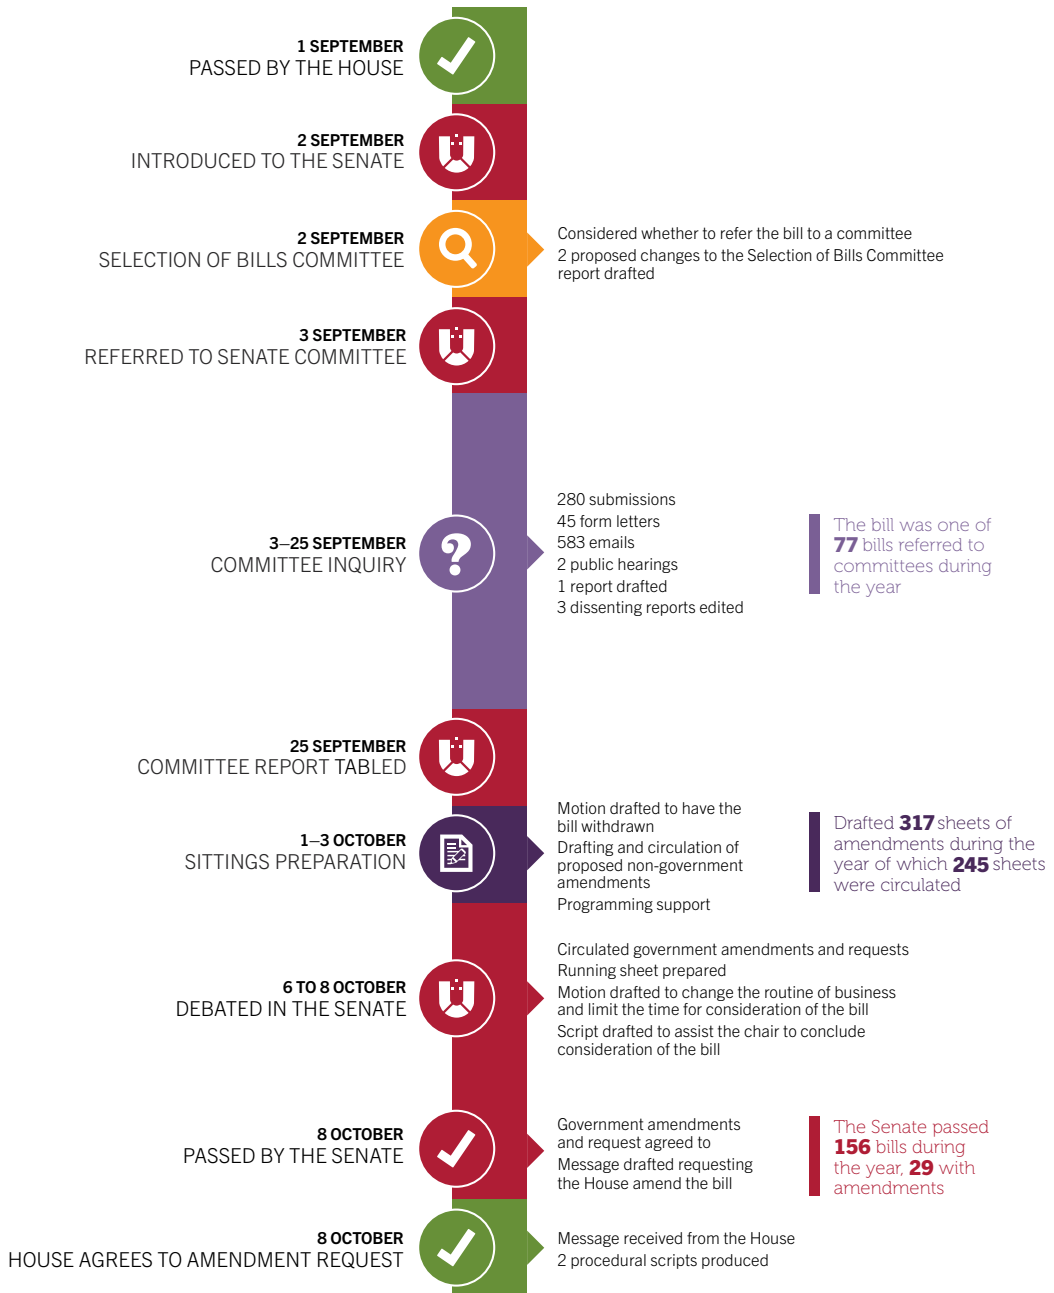 1 SEPTEMBER
PASSED BY THE HOUSE
2 SEPTEMBER
INTRODUCED TO THE SENATE
2 SEPTEMBER
SELECTION OF BILLS COMMITTEE
Considered whether to refer the bill to a committee
2 proposed changes to the Selection of Bills Committee
report drafted
3 SEPTEMBER
REFERRED TO SENATE COMMITTEE
3–25 SEPTEMBER
COMMITTEE INQUIRY
280 submissions
45 form letters
583 emails
2 public hearings
1 report drafted
3 dissenting reports edited
The bill was one of
77 bills referred to
committees during
the year
25 SEPTEMBER
COMMITTEE REPORT TABLED
1–3 OCTOBER
SITTINGS PREPARATION
Motion drafted to have the
bill withdrawn
Drafting and circulation of
proposed non-government
amendments
Programming support
Drafted 317 sheets of
amendments during the
year of which 245 sheets
were circulated
6 TO 8 OCTOBER
DEBATED IN THE SENATE
Circulated government amendments and requests
Running sheet prepared
Motion drafted to change the routine of business
and limit the time for consideration of the bill
Script drafted to assist the chair to conclude
consideration of the bill
8 OCTOBER
PASSED BY THE SENATE
Government amendments
and request agreed to
Message drafted requesting
the House amend the bill
The Senate passed
156 bills during
the year, 29 with
amendments
8 OCTOBER
HOUSE AGREES TO AMENDMENT REQUEST
Message received from the House
2 procedural scripts produced